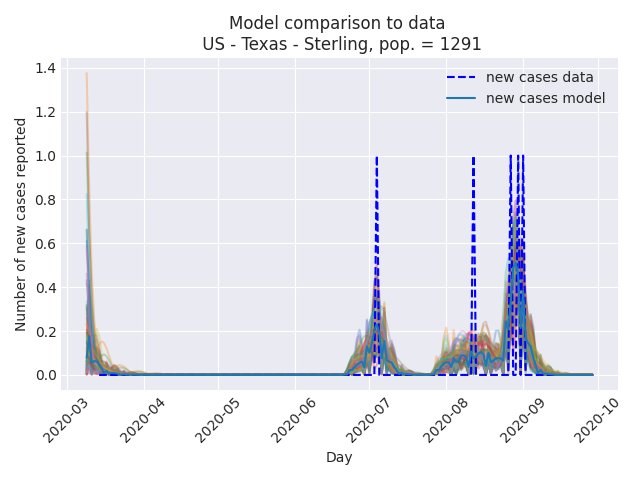 Model comparison to data
US - Texas - Sterling, pop. = 1291
new cases data
new cases model
Number of new cases reported
1.4
1.2
1.0
0.8
0.6
0.4
0.2
0.0
2020-03
2020-04
2020-05
2020-06
2020-07
2020-08
2020-09
2020-10
Day